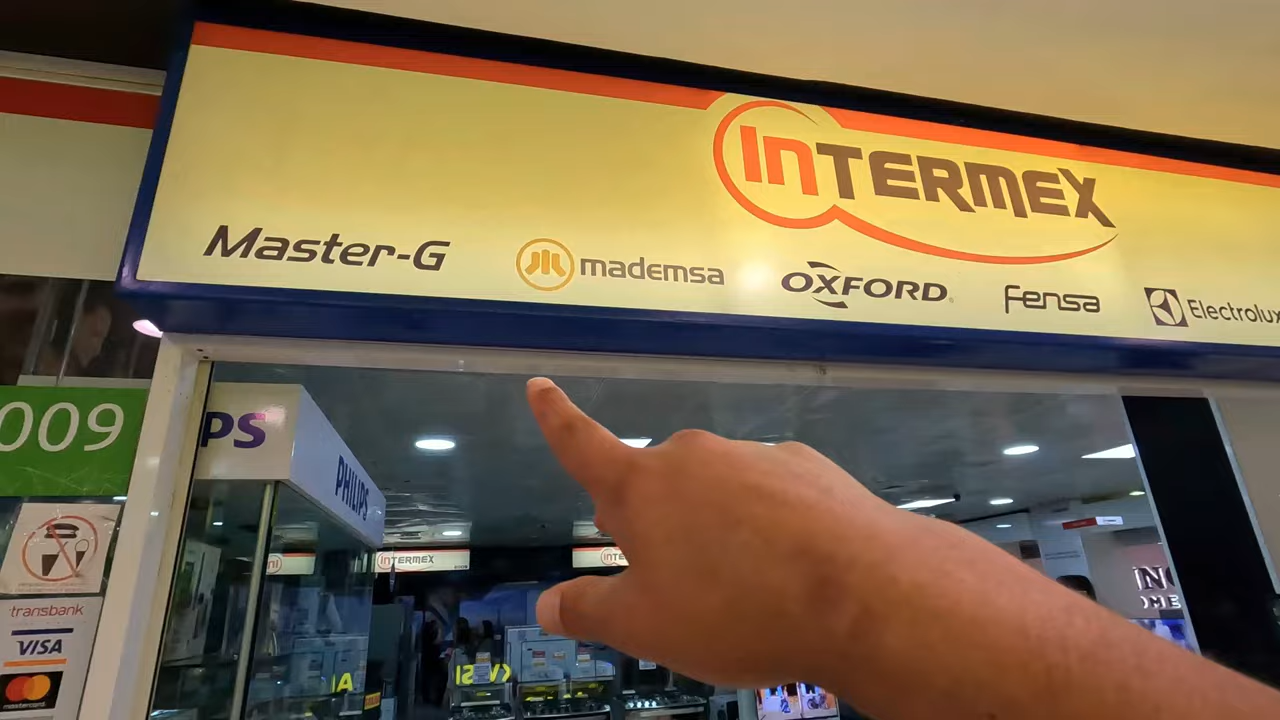 INTERMEX
Master-G
mademsa
OXFORD
Fensa
Electrolux
009
PS
PHILIPS
INTERMEX
transbank
VISA
mastercard